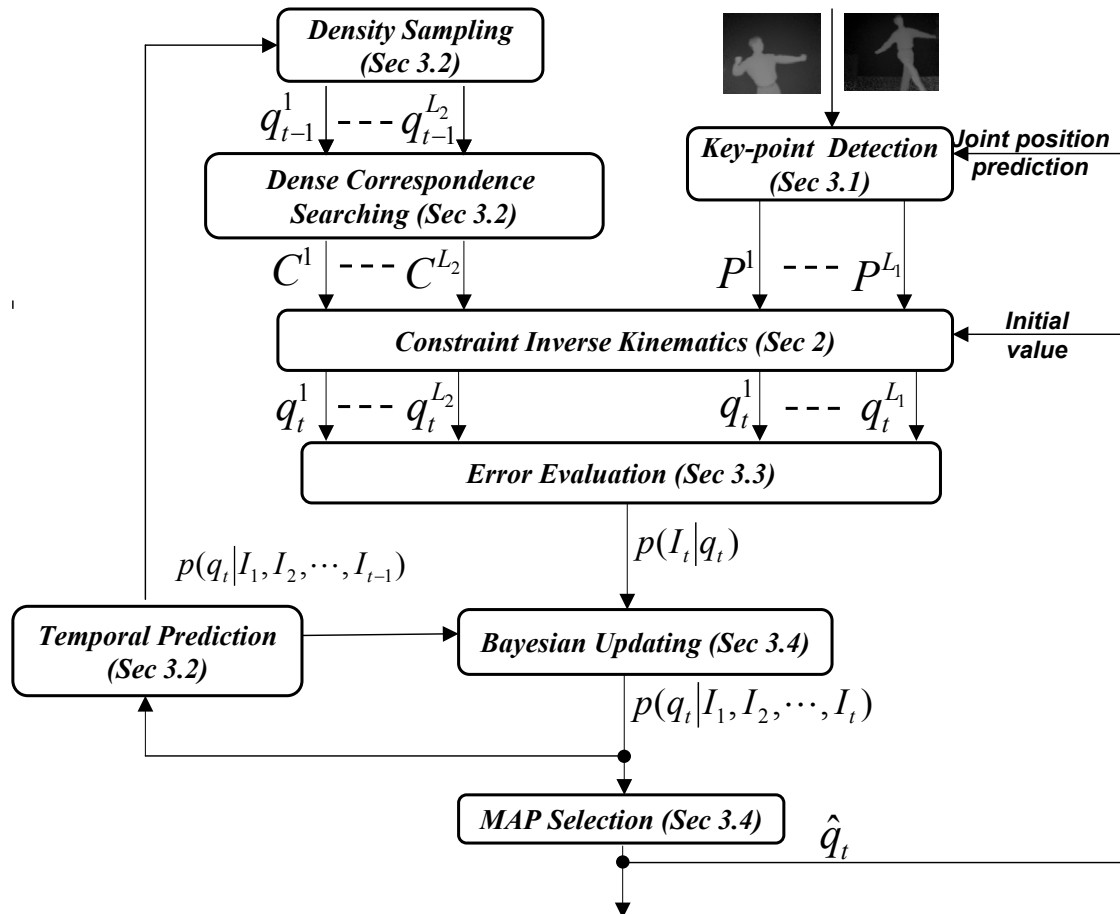 Density Sampling
(Sec 3.2)
q_{t-1}^{1} --- q_{t-1}^{L_2}
Key-point Detection
(Sec 3.1)
Joint position
prediction
Dense Correspondence
Searching (Sec 3.2)
C^{1} --- C^{L_2}
P^{1} --- P^{L_1}
Constraint Inverse Kinematics (Sec 2)
Initial
value
q_t^{1} --- q_t^{L_2}
q_t^{1} --- q_t^{L_1}
Error Evaluation (Sec 3.3)
p(I_t|q_t)
p(q_t|I_1, I_2, ⋯, I_{t-1})
Temporal Prediction
(Sec 3.2)
Bayesian Updating (Sec 3.4)
p(q_t|I_1, I_2, ⋯, I_t)
MAP Selection (Sec 3.4)
q̂_t